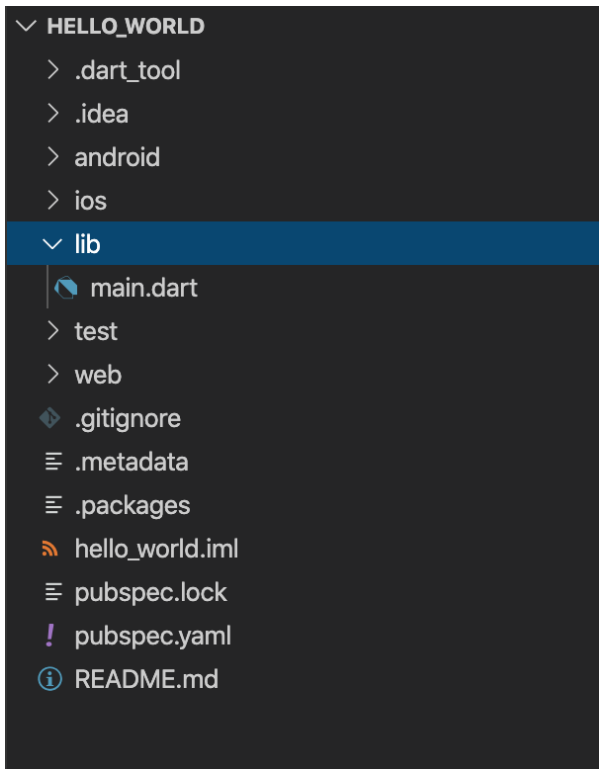 HELLO_WORLD
.dart_tool
.idea
android
ios
lib
main.dart
test
web
.gitignore
.metadata
.packages
hello_world.iml
pubspec.lock
pubspec.yaml
README.md